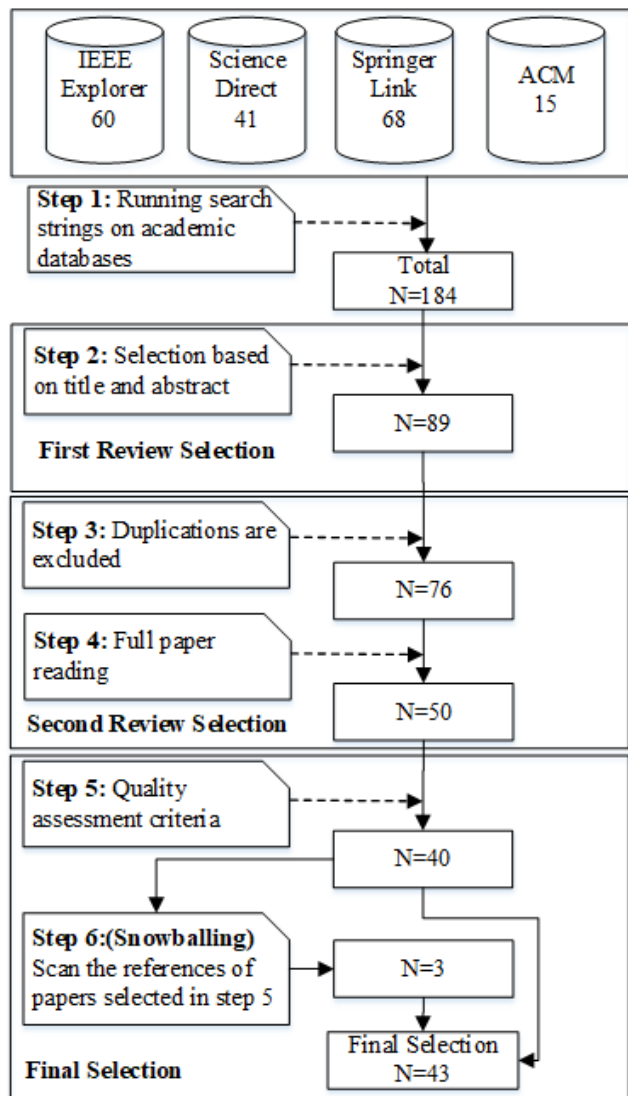 IEEE
Explorer
60
Science
Direct
41
Springer
Link
68
ACM
15
Step 1: Running search
strings on academic
databases
Total
N=184
Step 2: Selection based
on title and abstract
N=89
First Review Selection
Step 3: Duplications are
excluded
N=76
Step 4: Full paper
reading
N=50
Second Review Selection
Step 5: Quality
assessment criteria
N=40
Step 6:(Snowballing)
Scan the references of
papers selected in step 5
N=3
Final Selection
N=43
Final Selection